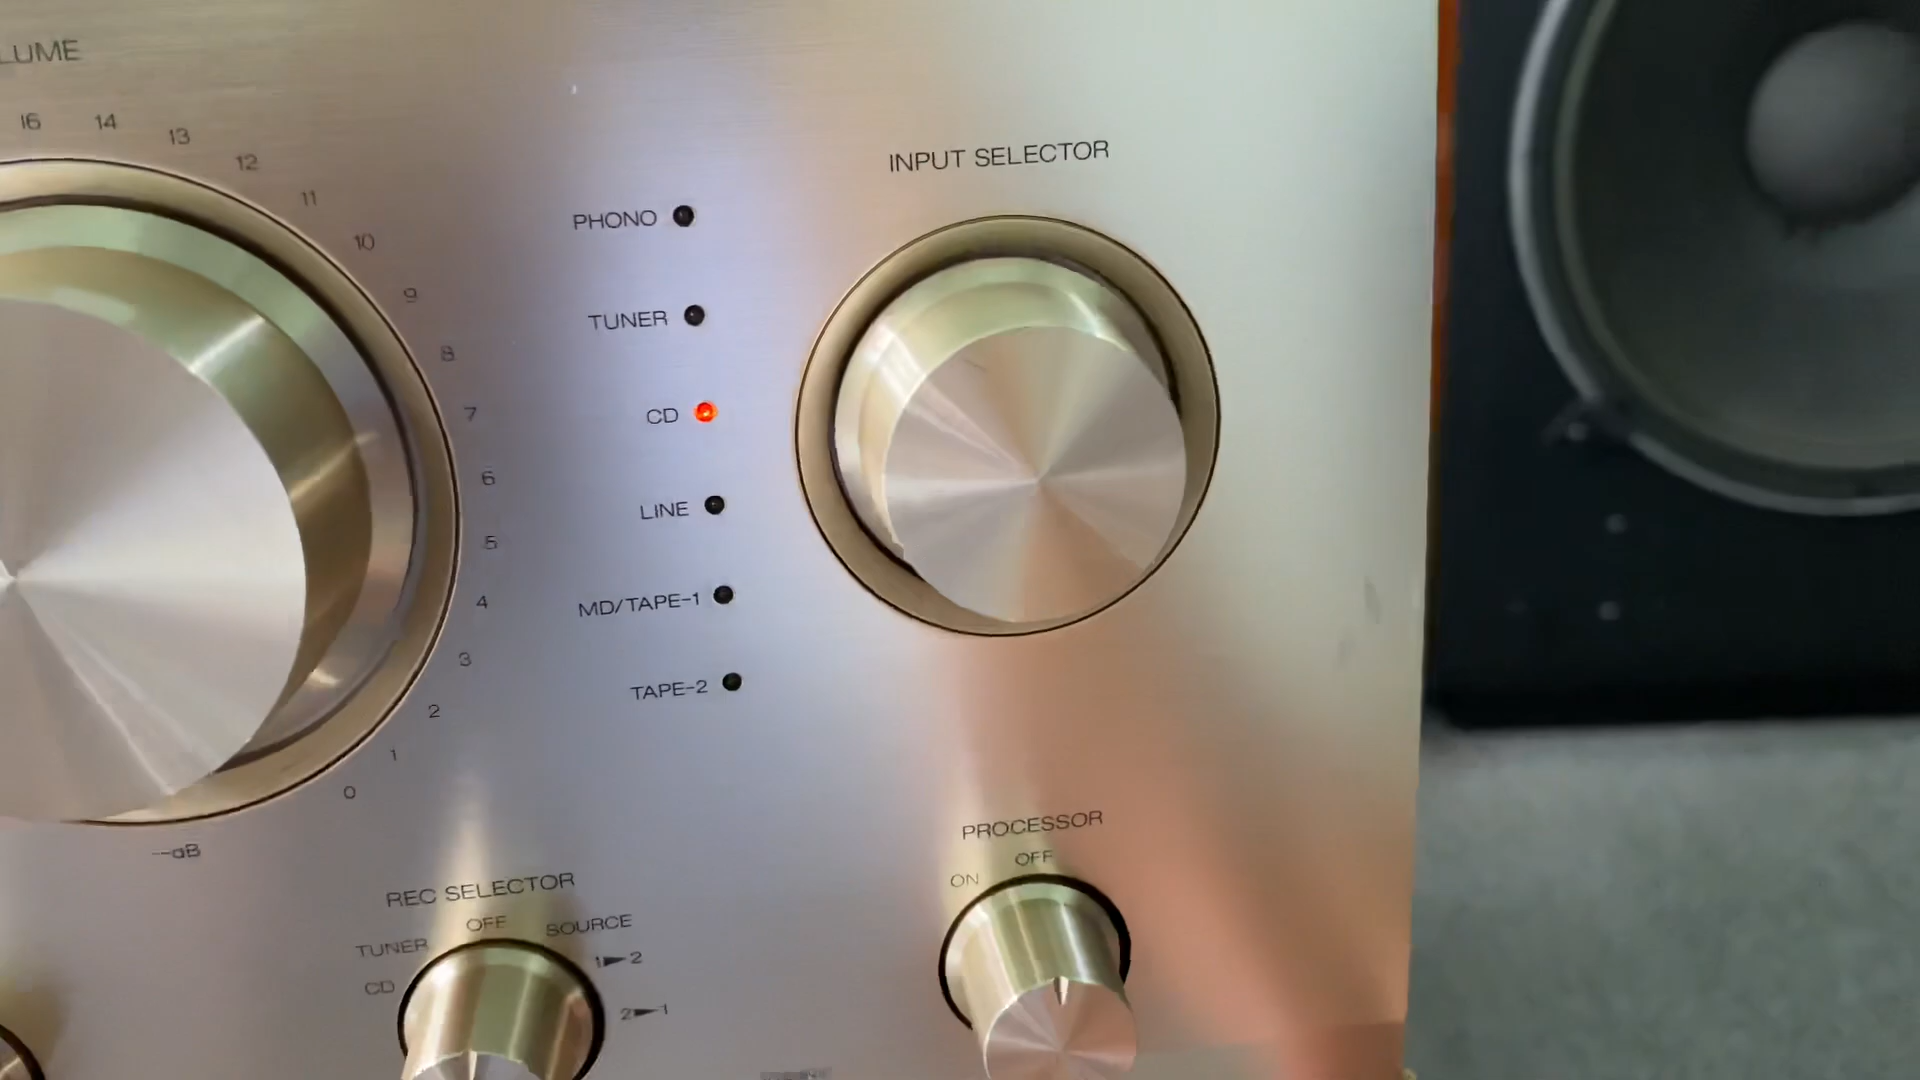 LUME
16
14
13
12
11
10
9
8
7
6
5
4
3
2
1
0
-dB
INPUT SELECTOR
PHONO
TUNER
CD
LINE
MD/TAPE-1
TAPE-2
REC SELECTOR
OFF
SOURCE
TUNER
1►2
CD
2►1
PROCESSOR
OFF
ON